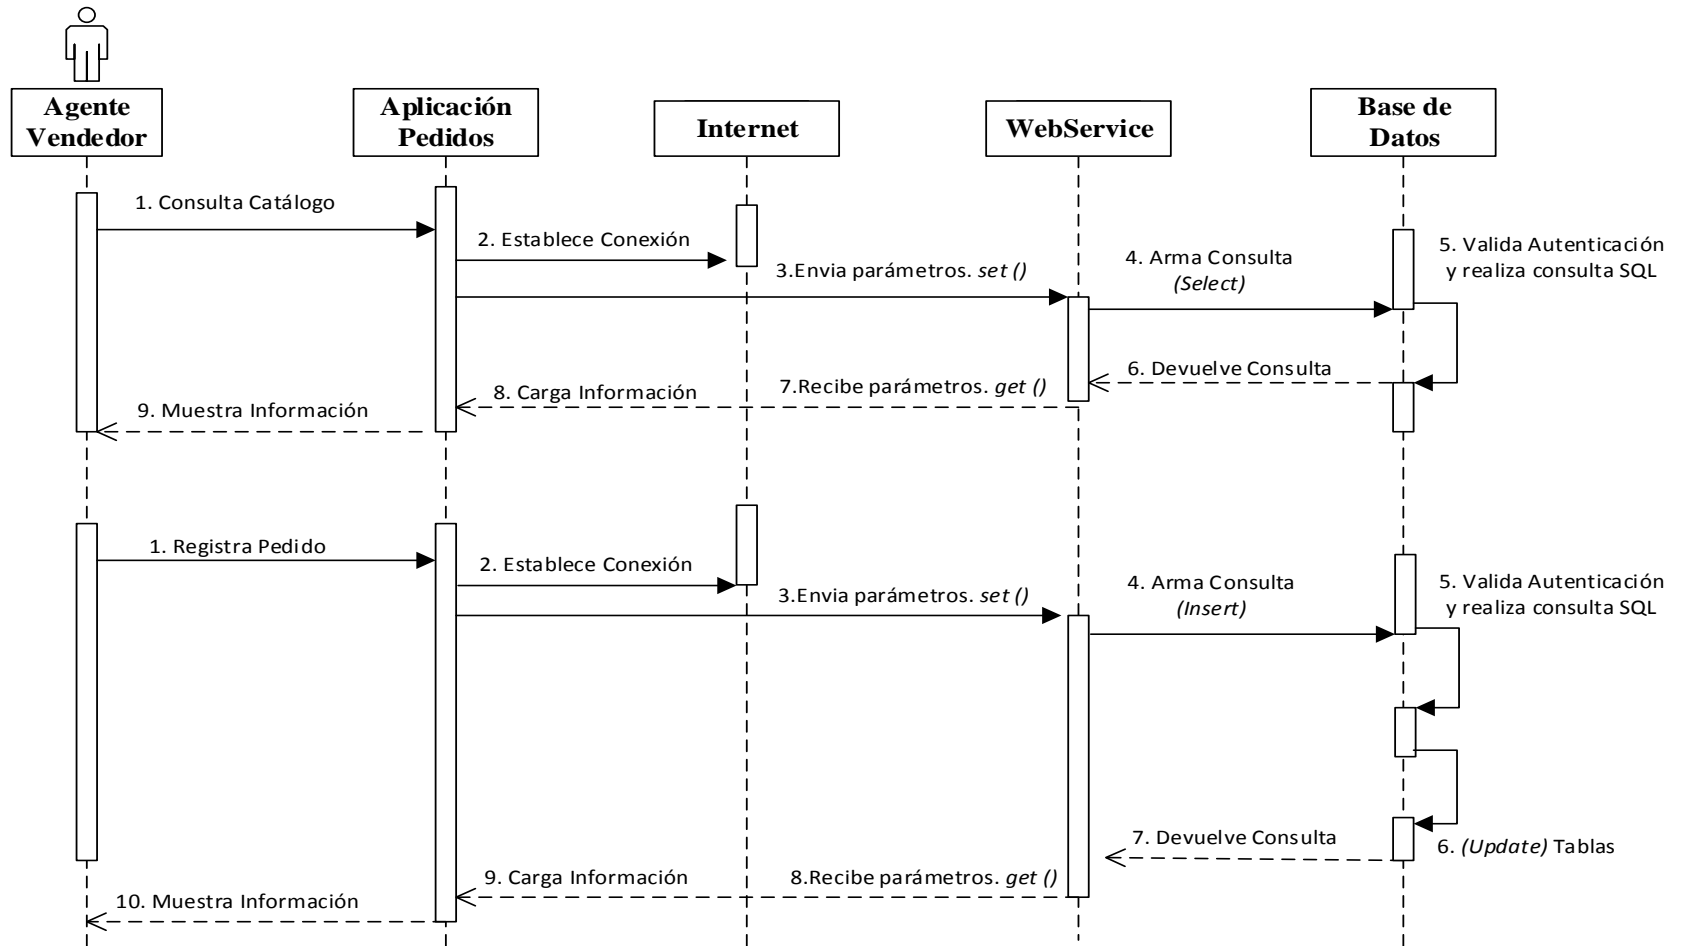 Agente
Vendedor
Aplicación
Pedidos
Internet
WebService
Base de
Datos
1. Consulta Catálogo
2. Establece Conexión
3.Envia parámetros. set ()
4. Arma Consulta
(Select)
5. Valida Autenticación
y realiza consulta SQL
6. Devuelve Consulta
7.Recibe parámetros. get ()
8. Carga Información
9. Muestra Información
1. Registra Pedido
2. Establece Conexión
3.Envia parámetros. set ()
4. Arma Consulta
(Insert)
5. Valida Autenticación
y realiza consulta SQL
6. (Update) Tablas
7. Devuelve Consulta
8.Recibe parámetros. get ()
9. Carga Información
10. Muestra Información